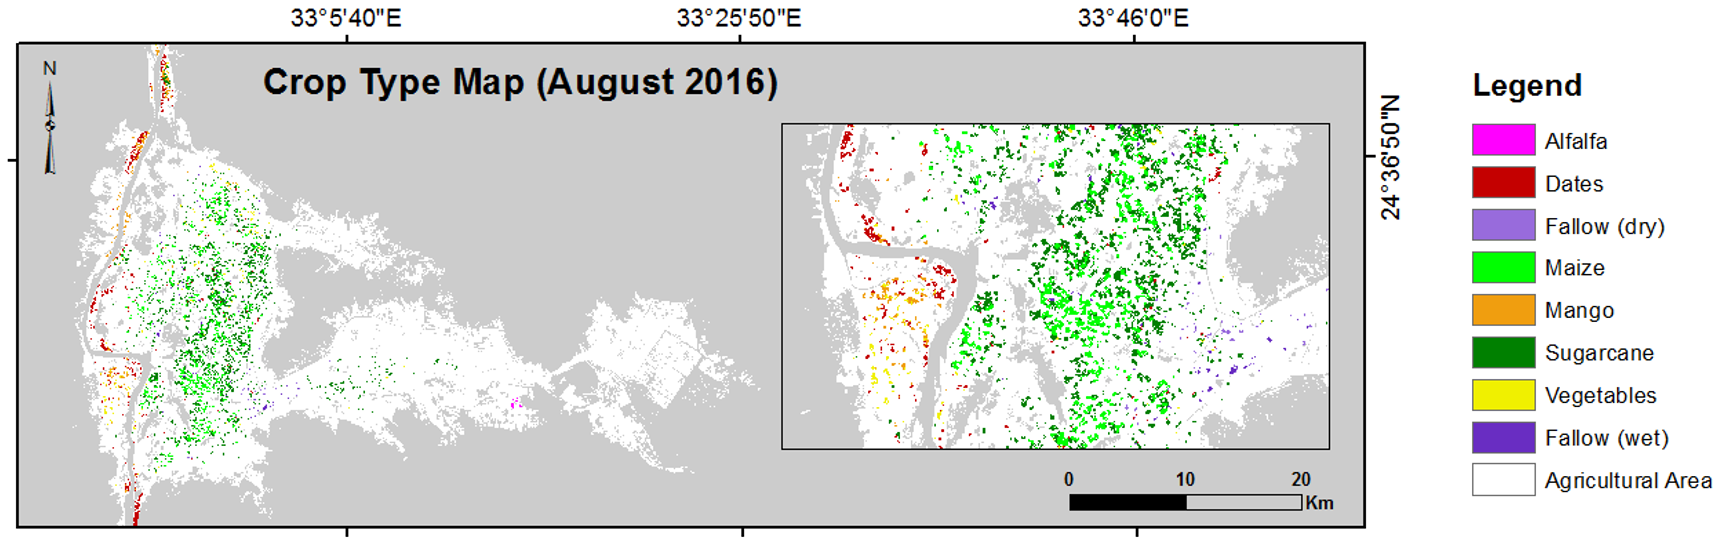 33°5'40"E 33°25'50"E 33°46'0"E
N
Crop Type Map (August 2016)
24°36'50"N
0 10 20
Km
Legend
Alfalfa
Dates
Fallow (dry)
Maize
Mango
Sugarcane
Vegetables
Fallow (wet)
Agricultural Area